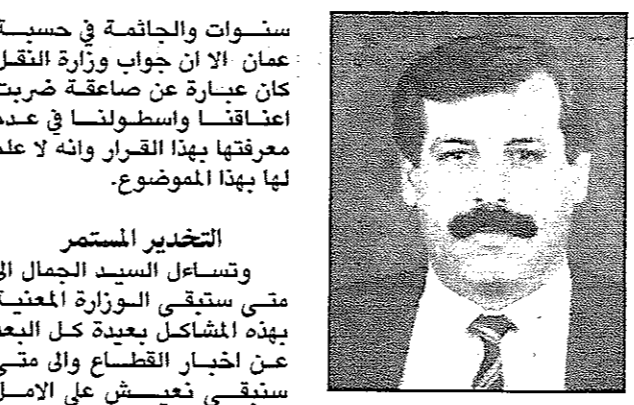 سنوات والجاثمة في حسبة
عمان الا ان جواب وزارة النقل
كان عبارة عن صاعقة ضربت
اعناقنا واسطولنا في عدم
معرفتها بهذا القرار وانه لا علم
لها بهذا الموضوع.
التخدير المستمر
وتساءل السيد الجمال الى
متى ستبقى الوزارة المعنية
بهذه المشاكل بعيدة كل البعد
عن اخبار القطاع والى متى
سنبقى نعيش على الامل